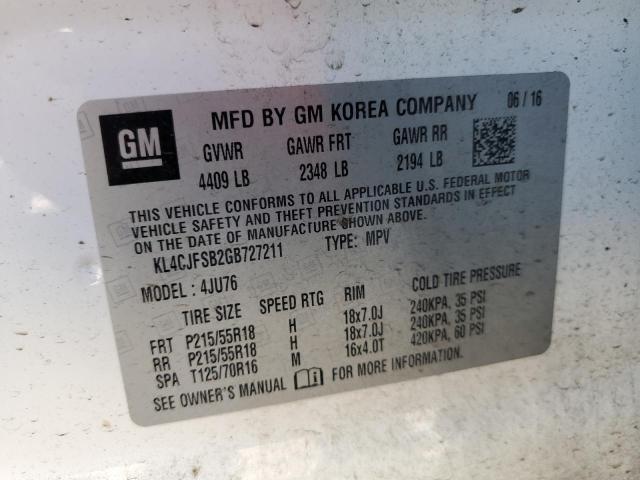 GM
MFD BY GM KOREA COMPANY 06 / 16
GVWR GAWR FRT GAWR RR
4409 LB 2348 LB 2194 LB
THIS VEHICLE CONFORMS TO ALL APPLICABLE U.S. FEDERAL MOTOR
VEHICLE SAFETY AND THEFT PREVENTION STANDARDS IN EFFECT
ON THE DATE OF MANUFACTURE SHOWN ABOVE.
KL4CJFSB2GB727211 TYPE: MPV
MODEL : 4JU76
TIRE SIZE SPEED RTG RIM COLD TIRE PRESSURE
FRT P215/55R18 H 18x7.0J 240KPA, 35 PSI
RR P215/55R18 H 18x7.0J 240KPA, 35 PSI
SPA T125/70R16 M 16x4.0T 420KPA, 60 PSI
SEE OWNER'S MANUAL FOR MORE INFORMATION.